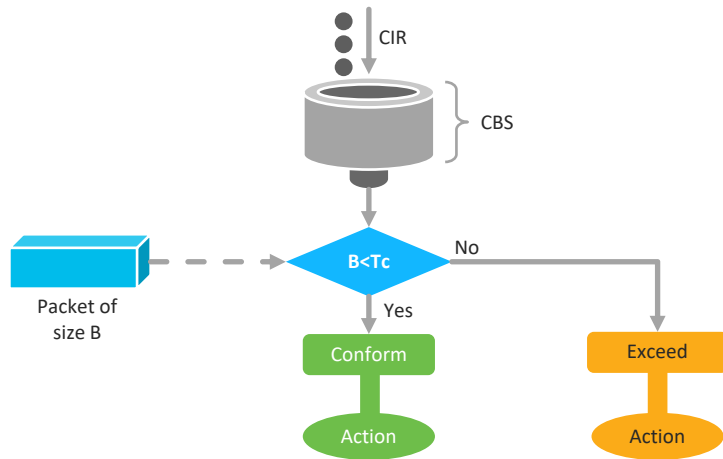 CIR
CBS
B<Tc
No
Packet of
size B
Yes
Conform
Exceed
Action
Action